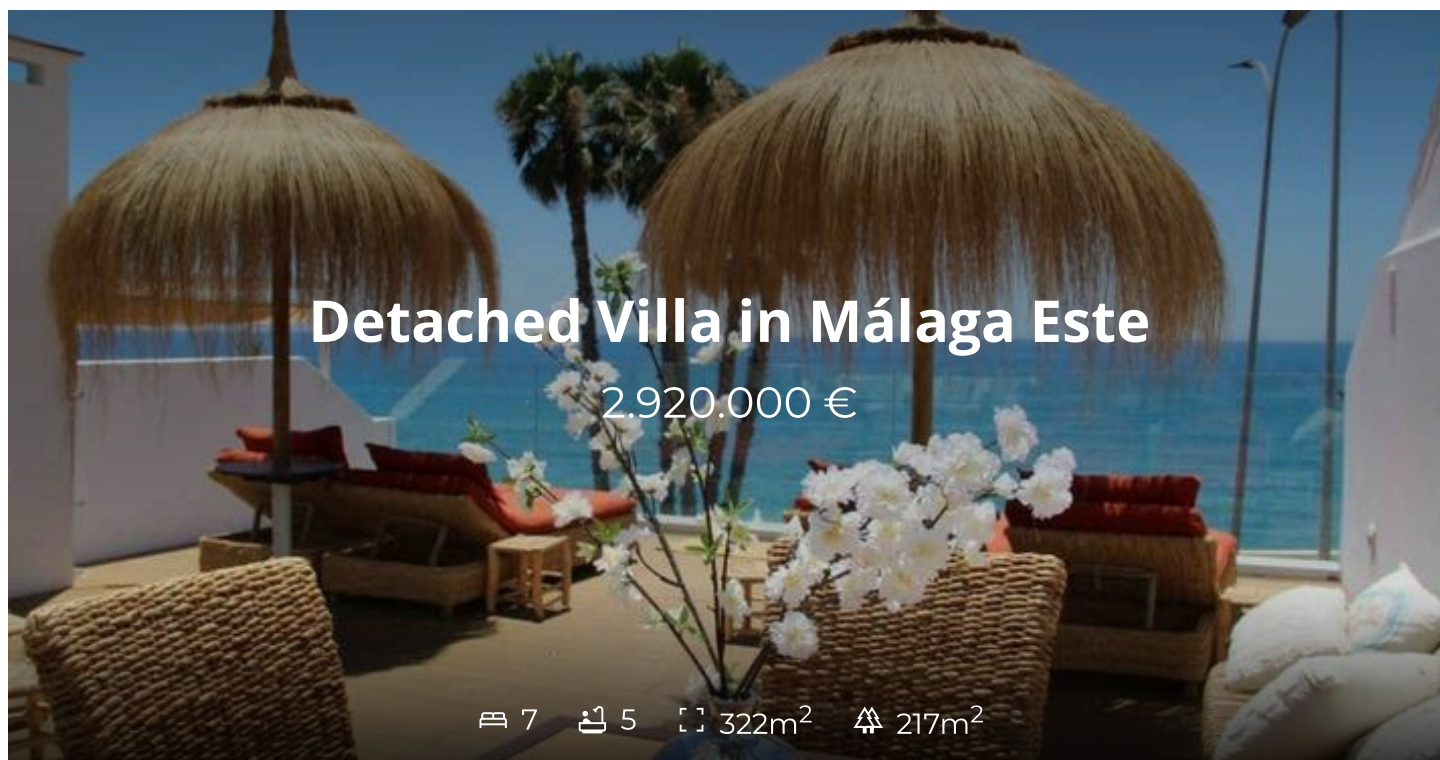 Detached Villa in Málaga Este
2.920.000 €
7 5 322m² 217m²